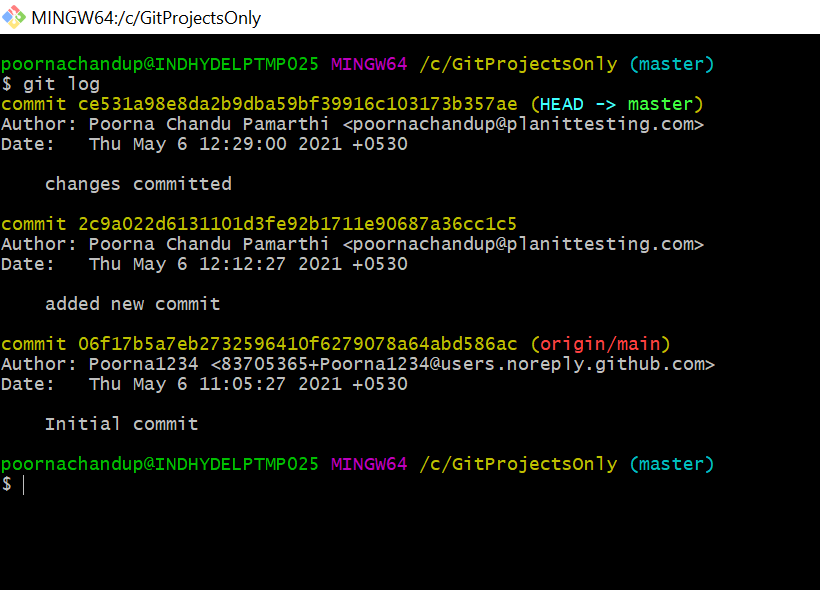 MINGW64:/c/GitProjectsOnly
poornachandup@INDHYDELPTMP025 MINGW64 /c/GitProjectsOnly (master)
$ git log
commit ce531a98e8da2b9dba59bf39916c103173b357ae (HEAD -> master)
Author: Poorna Chandu Pamarthi <poornachandup@planittesting.com>
Date:   Thu May 6 12:29:00 2021 +0530
changes committed
commit 2c9a022d6131101d3fe92b1711e90687a36cc1c5
Author: Poorna Chandu Pamarthi <poornachandup@planittesting.com>
Date:   Thu May 6 12:12:27 2021 +0530
added new commit
commit 06f17b5a7eb2732596410f6279078a64abd586ac (origin/main)
Author: Poorna1234 <83705365+Poorna1234@users.noreply.github.com>
Date:   Thu May 6 11:05:27 2021 +0530
Initial commit
poornachandup@INDHYDELPTMP025 MINGW64 /c/GitProjectsOnly (master)
$